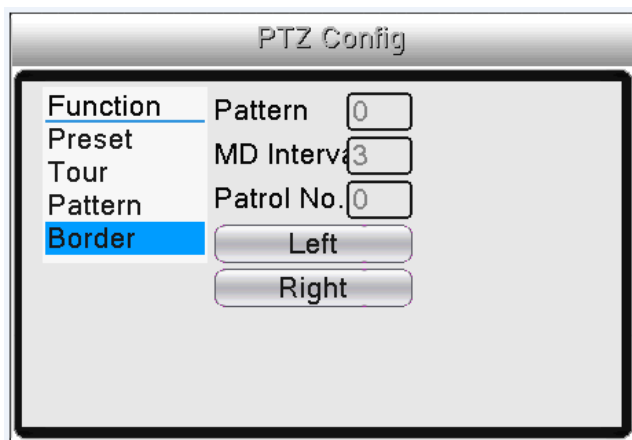 PTZ Config
Function
Preset
Tour
Pattern
Border
Pattern 0
MD Interva 3
Patrol No. 0
Left
Right